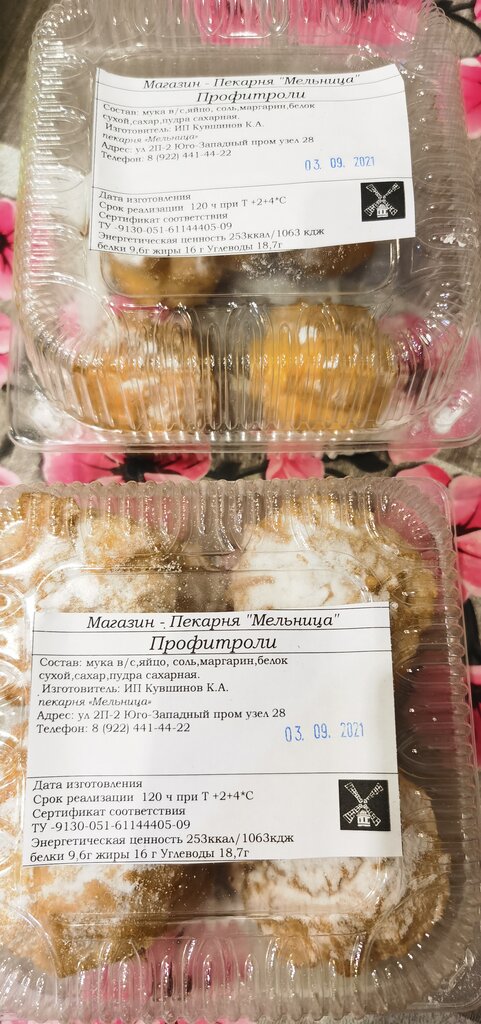 Магазин - Пекарня "Мельница"
Профитроли
Состав: мука в/с,яйцо, соль,маргарин,белок
сухой,сахар,пудра сахарная.
Изготовитель: ИП Кувшинов К.А.
пекарня «Мельница»
Адрес: ул 2П-2 Юго-Западный пром узел 28
Телефон: 8 (922) 441-44-22
03. 09. 2021
Дата изготовления
Срок реализации 120 ч при Т +2+4*С
Сертификат соответствия
ТУ -9130-051-61144405-09
Энергетическая ценность 253ккал/1063 кдж
белки 9,6г жиры 16 г Углеводы 18,7г
Магазин - Пекарня "Мельница"
Профитроли
Состав: мука в/с,яйцо, соль,маргарин,белок
сухой,сахар,пудра сахарная.
Изготовитель: ИП Кувшинов К.А.
пекарня «Мельница»
Адрес: ул 2П-2 Юго-Западный пром узел 28
Телефон: 8 (922) 441-44-22
03. 09. 2021
Дата изготовления
Срок реализации 120 ч при Т +2+4*С
Сертификат соответствия
ТУ -9130-051-61144405-09
Энергетическая ценность 253ккал/1063кдж
белки 9,6г жиры 16 г Углеводы 18,7г